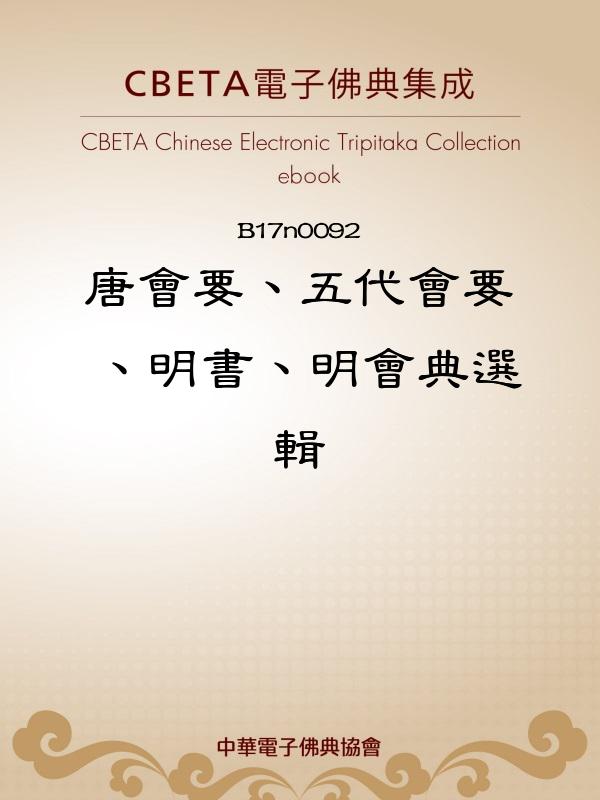 CBETA電子佛典集成
CBETA Chinese Electronic Tripitaka Collection
ebook
B17n0092
唐會要、五代會要
、明書、明會典選
輯
中華電子佛典協會